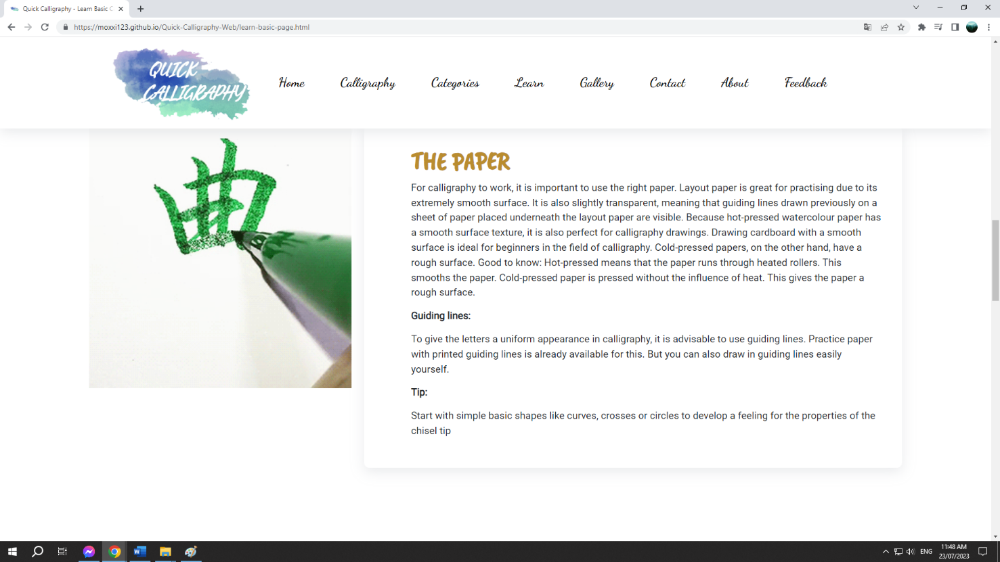 Quick Calligraphy - Learn Basic C
https://moxxi123.github.io/Quick-Calligraphy-Web/learn-basic-page.html
QUICK
CALLIGRAPHY
Home Calligraphy Categories Learn Gallery Contact About Feedback
曲
THE PAPER
For calligraphy to work, it is important to use the right paper. Layout paper is great for practising due to its
extremely smooth surface. It is also slightly transparent, meaning that guiding lines drawn previously on a
sheet of paper placed underneath the layout paper are visible. Because hot-pressed watercolour paper has
a smooth surface texture, it is also perfect for calligraphy drawings. Drawing cardboard with a smooth
surface is ideal for beginners in the field of calligraphy. Cold-pressed papers, on the other hand, have a
rough surface. Good to know: Hot-pressed means that the paper runs through heated rollers. This
smooths the paper. Cold-pressed paper is pressed without the influence of heat. This gives the paper a
rough surface.
Guiding lines:
To give the letters a uniform appearance in calligraphy, it is advisable to use guiding lines. Practice paper
with printed guiding lines is already available for this. But you can also draw in guiding lines easily
yourself.
Tip:
Start with simple basic shapes like curves, crosses or circles to develop a feeling for the properties of the
chisel tip
ENG
11:48 AM
23/07/2023